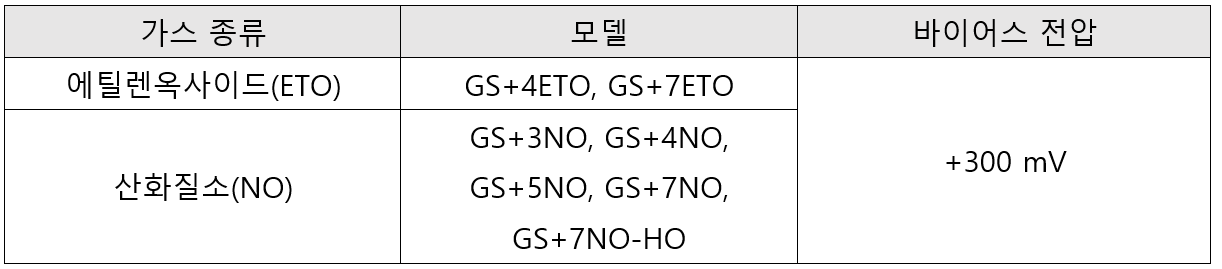 가스 종류 모델 바이어스 전압
에틸렌옥사이드(ETO) GS+4ETO, GS+7ETO
+300 mV
산화질소(NO)
GS+3NO, GS+4NO,
GS+5NO, GS+7NO,
GS+7NO-HO